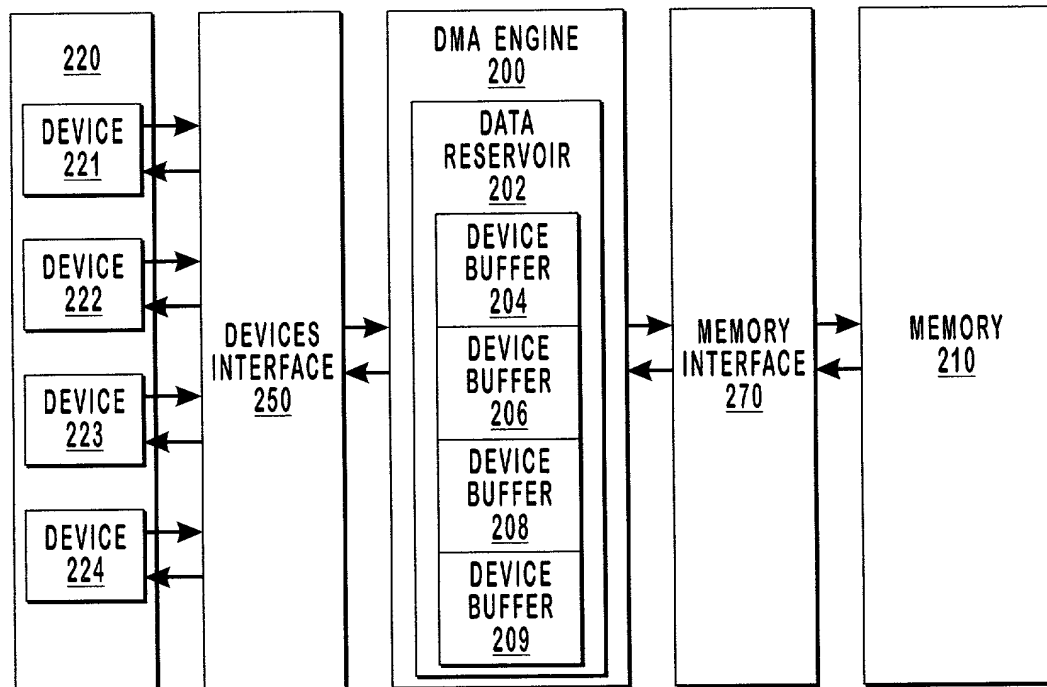 220
DEVICE
221
DEVICE
222
DEVICE
223
DEVICE
224
DEVICES
INTERFACE
250
DMA ENGINE
200
DATA
RESERVOIR
202
DEVICE
BUFFER
204
DEVICE
BUFFER
206
DEVICE
BUFFER
208
DEVICE
BUFFER
209
MEMORY
INTERFACE
270
MEMORY
210